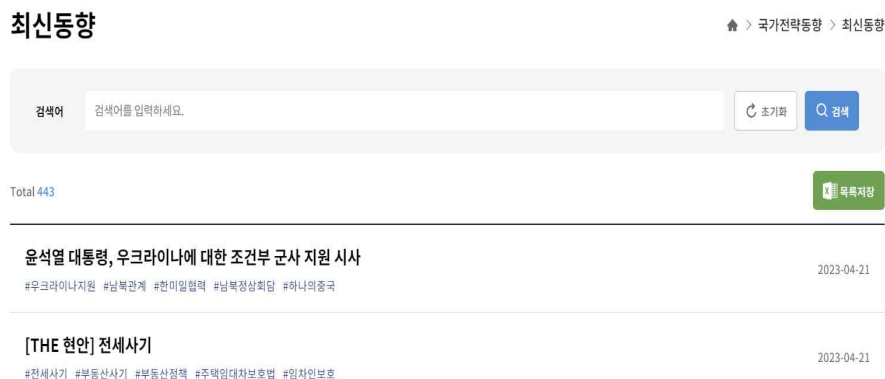 최신동향
국가전략동향 > 최신동향
검색어 검색어를 입력하세요. 초기화 검색
Total 443 목록저장
윤석열 대통령, 우크라이나에 대한 조건부 군사 지원 시사
2023-04-21
#우크라이나지원 #남북관계 #한미일협력 #남북정상회담 #하나의중국
[THE 현안] 전세사기
2023-04-21
#전세사기 #부동산사기 #부동산정책 #주택임대차보호법 #임차인보호